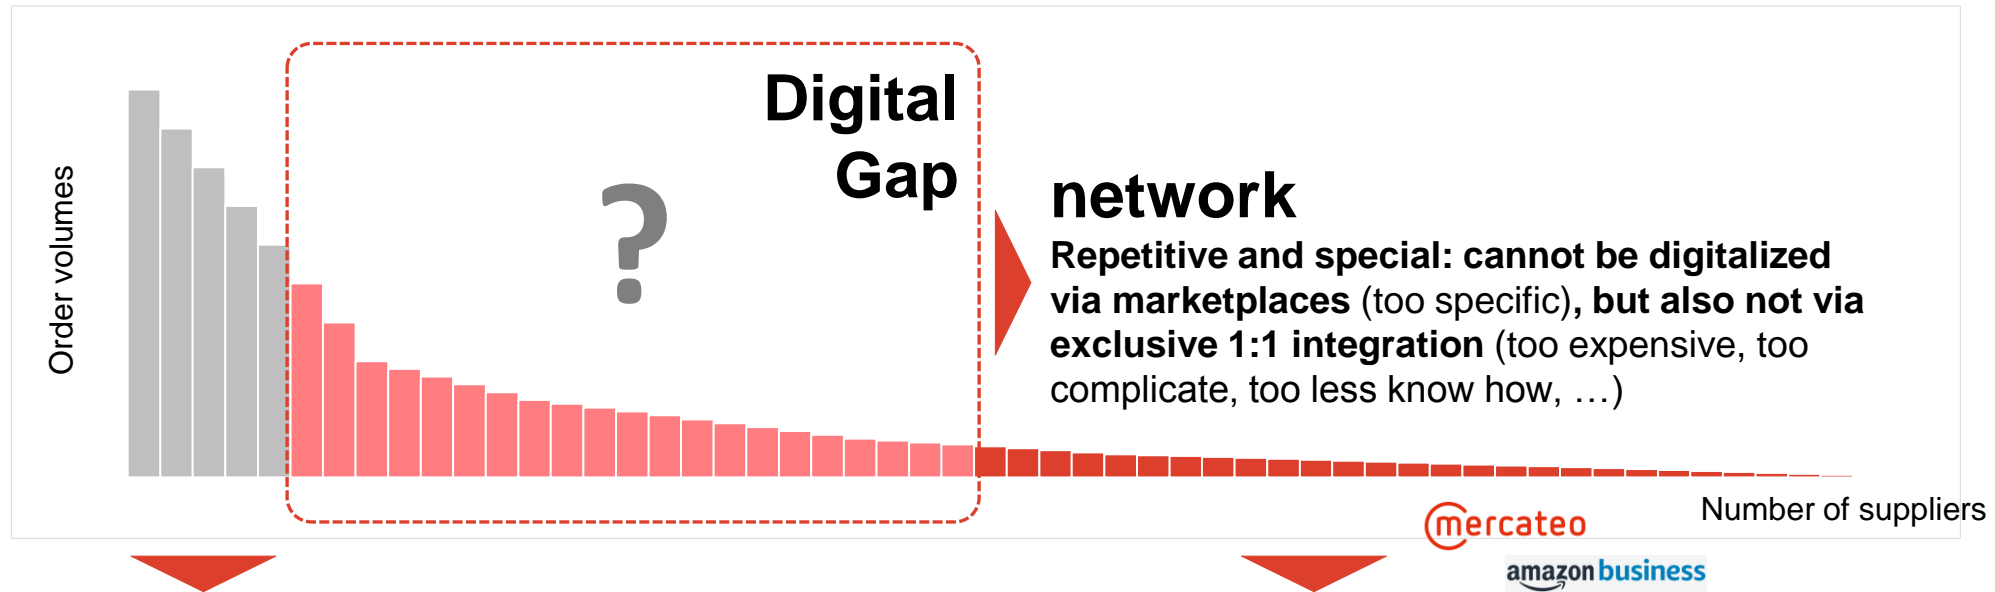 Digital
Gap
?
Order volumes
network
Repetitive and special: cannot be digitalized
via marketplaces (too specific), but also not via
exclusive 1:1 integration (too expensive, too
complicate, too less know how, …)
Number of suppliers
mercateo
amazon business